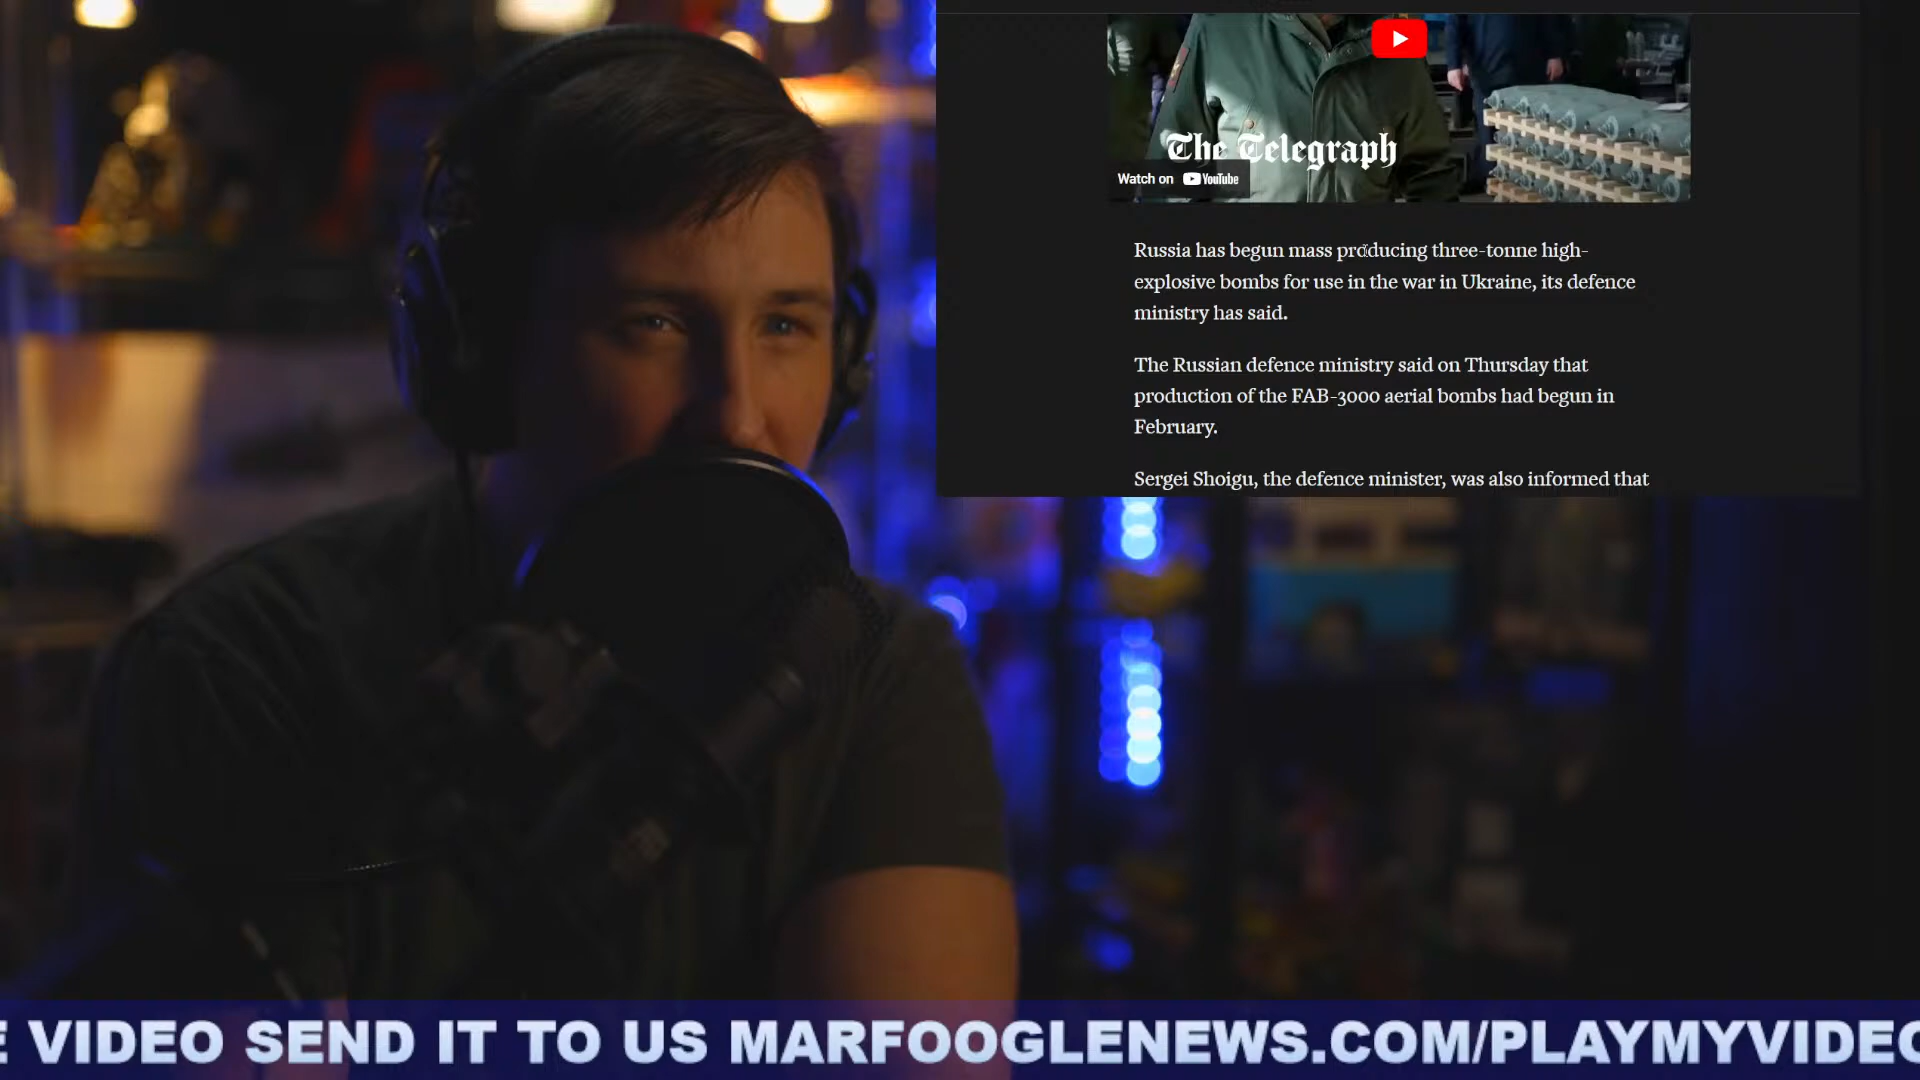 The Telegraph
Watch on YouTube
Russia has begun mass producing three-tonne high-
explosive bombs for use in the war in Ukraine, its defence
ministry has said.
The Russian defence ministry said on Thursday that
production of the FAB-3000 aerial bombs had begun in
February.
Sergei Shoigu, the defence minister, was also informed that
E VIDEO SEND IT TO US MARFOOGLENEWS.COM/PLAYMYVIDEO